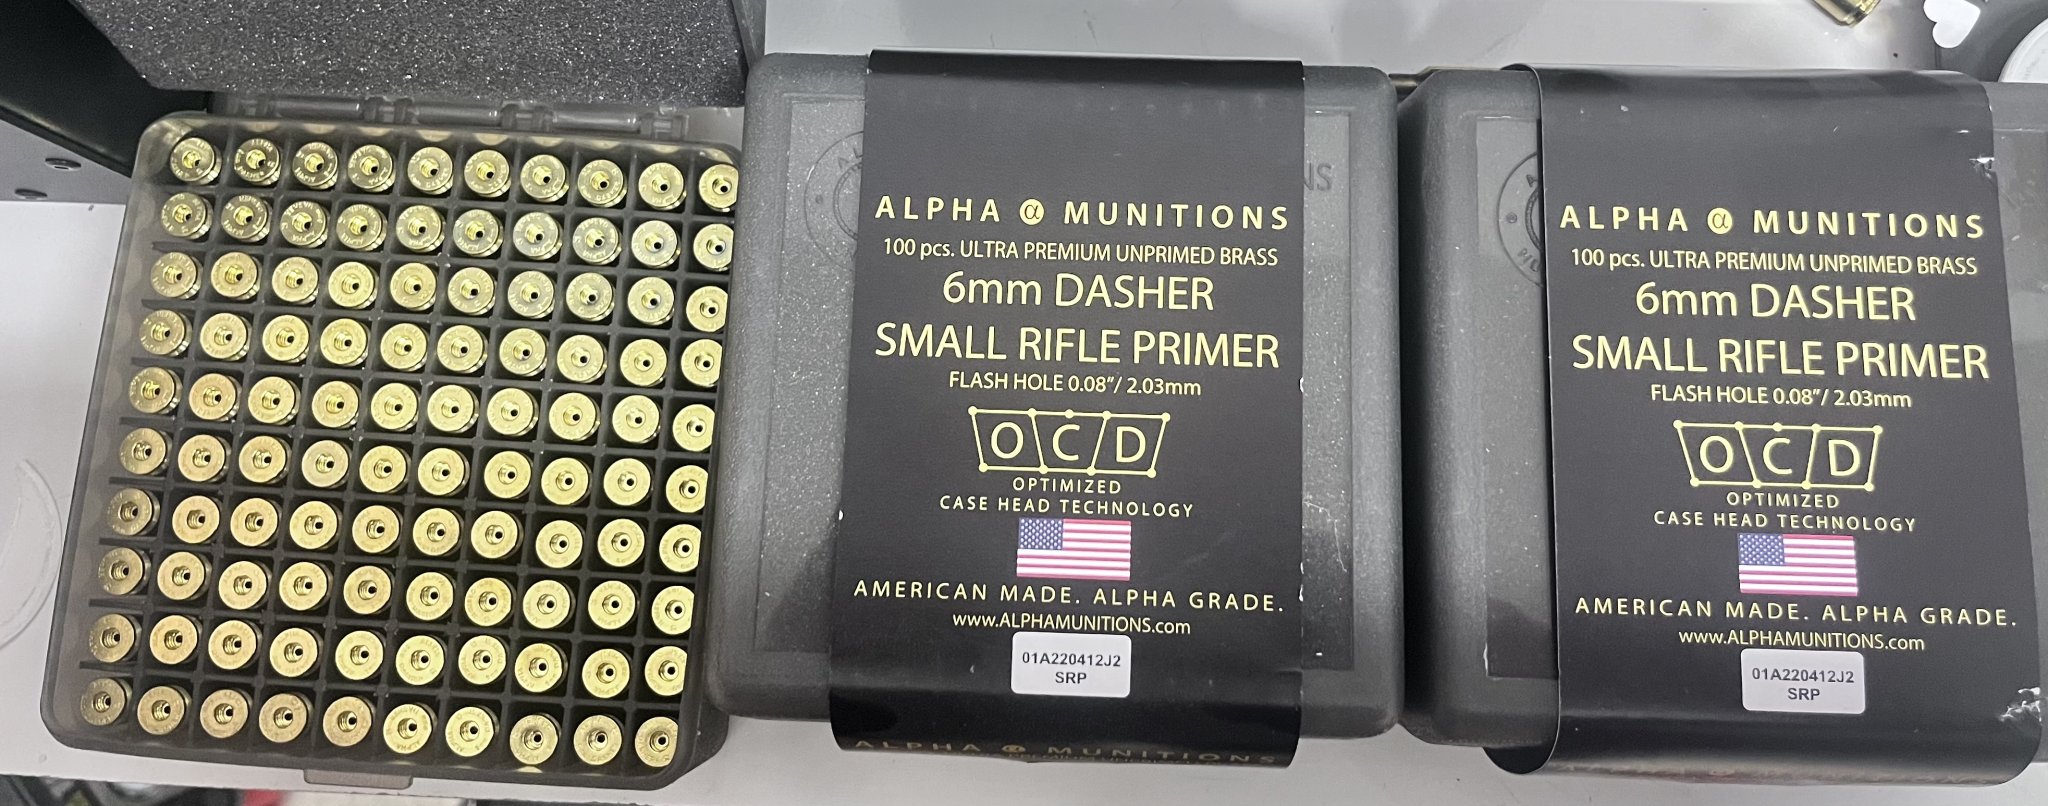 ALPHA α MUNITIONS
100 pcs. ULTRA PREMIUM UNPRIMED BRASS
6mm DASHER
SMALL RIFLE PRIMER
FLASH HOLE 0.08"/ 2.03mm
OCD
OPTIMIZED
CASE HEAD TECHNOLOGY
AMERICAN MADE. ALPHA GRADE.
www.ALPHAMUNITIONS.com
01A220412J2
SRP
ALPHA α MUNITIONS
ALPHA α MUNITIONS
100 pcs. ULTRA PREMIUM UNPRIMED BRASS
6mm DASHER
SMALL RIFLE PRIMER
FLASH HOLE 0.08"/ 2.03mm
OCD
OPTIMIZED
CASE HEAD TECHNOLOGY
AMERICAN MADE. ALPHA GRADE.
www.ALPHAMUNITIONS.com
01A220412J2
SRP